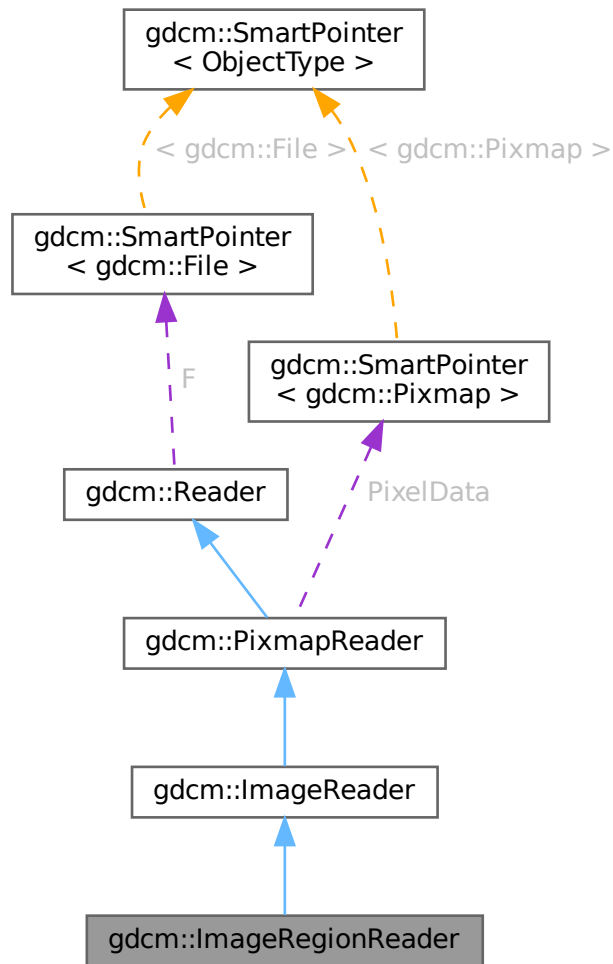 gdcm::SmartPointer
< ObjectType >
< gdcm::File >
< gdcm::Pixmap >
gdcm::SmartPointer
< gdcm::File >
gdcm::SmartPointer
< gdcm::Pixmap >
F
gdcm::Reader
PixelData
gdcm::PixmapReader
gdcm::ImageReader
gdcm::ImageRegionReader